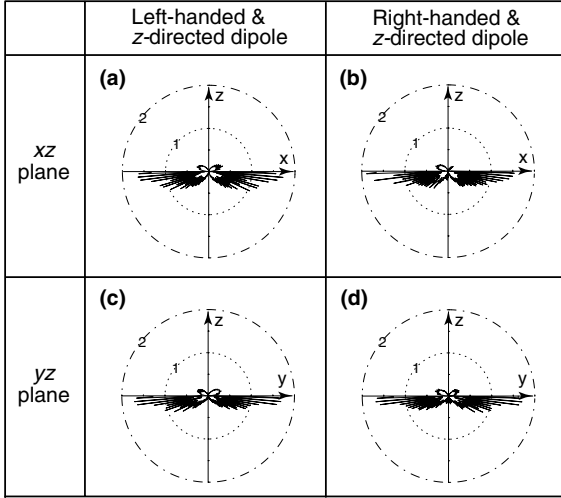 Left-handed &
z-directed dipole
Right-handed &
z-directed dipole
xz
plane
(a)
z
2
1
x
(b)
z
2
1
x
yz
plane
(c)
z
2
1
y
(d)
z
2
1
y